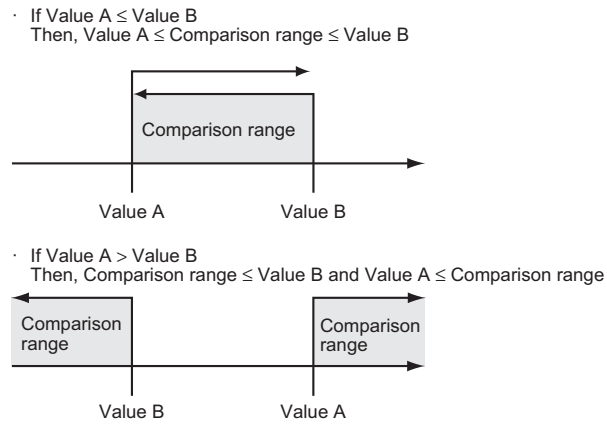 · If Value A ≤ Value B
Then, Value A ≤ Comparison range ≤ Value B
Comparison range
Value A Value B
· If Value A > Value B
Then, Comparison range ≤ Value B and Value A ≤ Comparison range
Comparison
range
Comparison
range
Value B Value A